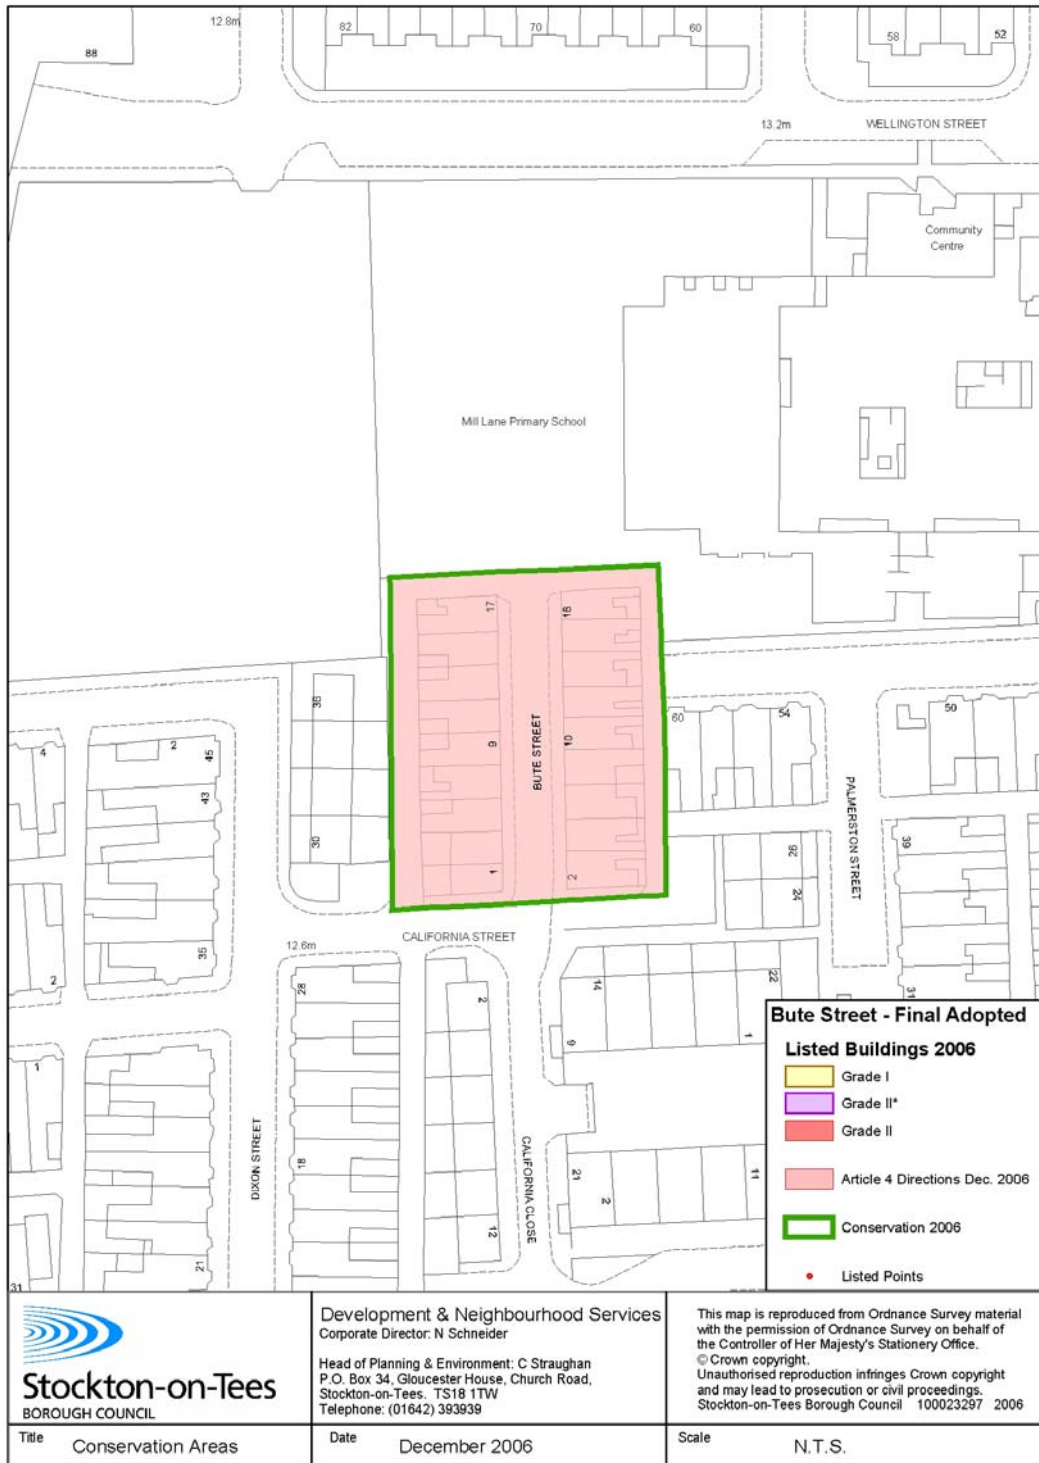 12.8m
82
70
60
58
52
88
13.2m
WELLINGTON STREET
Community
Centre
Mill Lane Primary School
17
18
BUTE STREET
9
10
1
2
36
30
60
54
50
4
2
45
43
35
2
PALMERSTON STREET
39
26
24
31
CALIFORNIA STREET
12.6m
28
2
14
22
9
1
1
DIXON STREET
18
CALIFORNIA CLOSE
12
21
2
11
21
31
Bute Street - Final Adopted
Listed Buildings 2006
Grade I
Grade II*
Grade II
Article 4 Directions Dec. 2006
Conservation 2006
Listed Points
Stockton-on-Tees
BOROUGH COUNCIL
Development & Neighbourhood Services
Corporate Director: N Schneider
Head of Planning & Environment: C Straughan
P.O. Box 34, Gloucester House, Church Road,
Stockton-on-Tees. TS18 1TW
Telephone: (01642) 393939
This map is reproduced from Ordnance Survey material
with the permission of Ordnance Survey on behalf of
the Controller of Her Majesty's Stationery Office.
© Crown copyright.
Unauthorised reproduction infringes Crown copyright
and may lead to prosecution or civil proceedings.
Stockton-on-Tees Borough Council 100023297 2006
Title Conservation Areas
Date December 2006
Scale N.T.S.